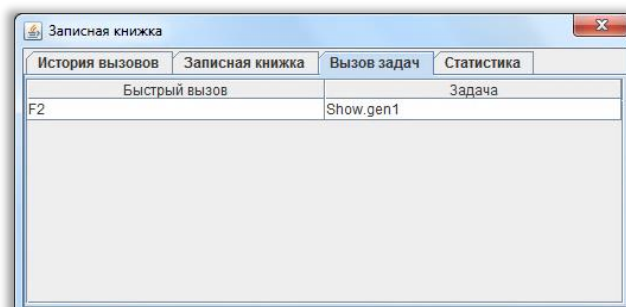 Записная книжка
История вызовов Записная книжка Вызов задач Статистика
Быстрый вызов Задача
F2 Show.gen1